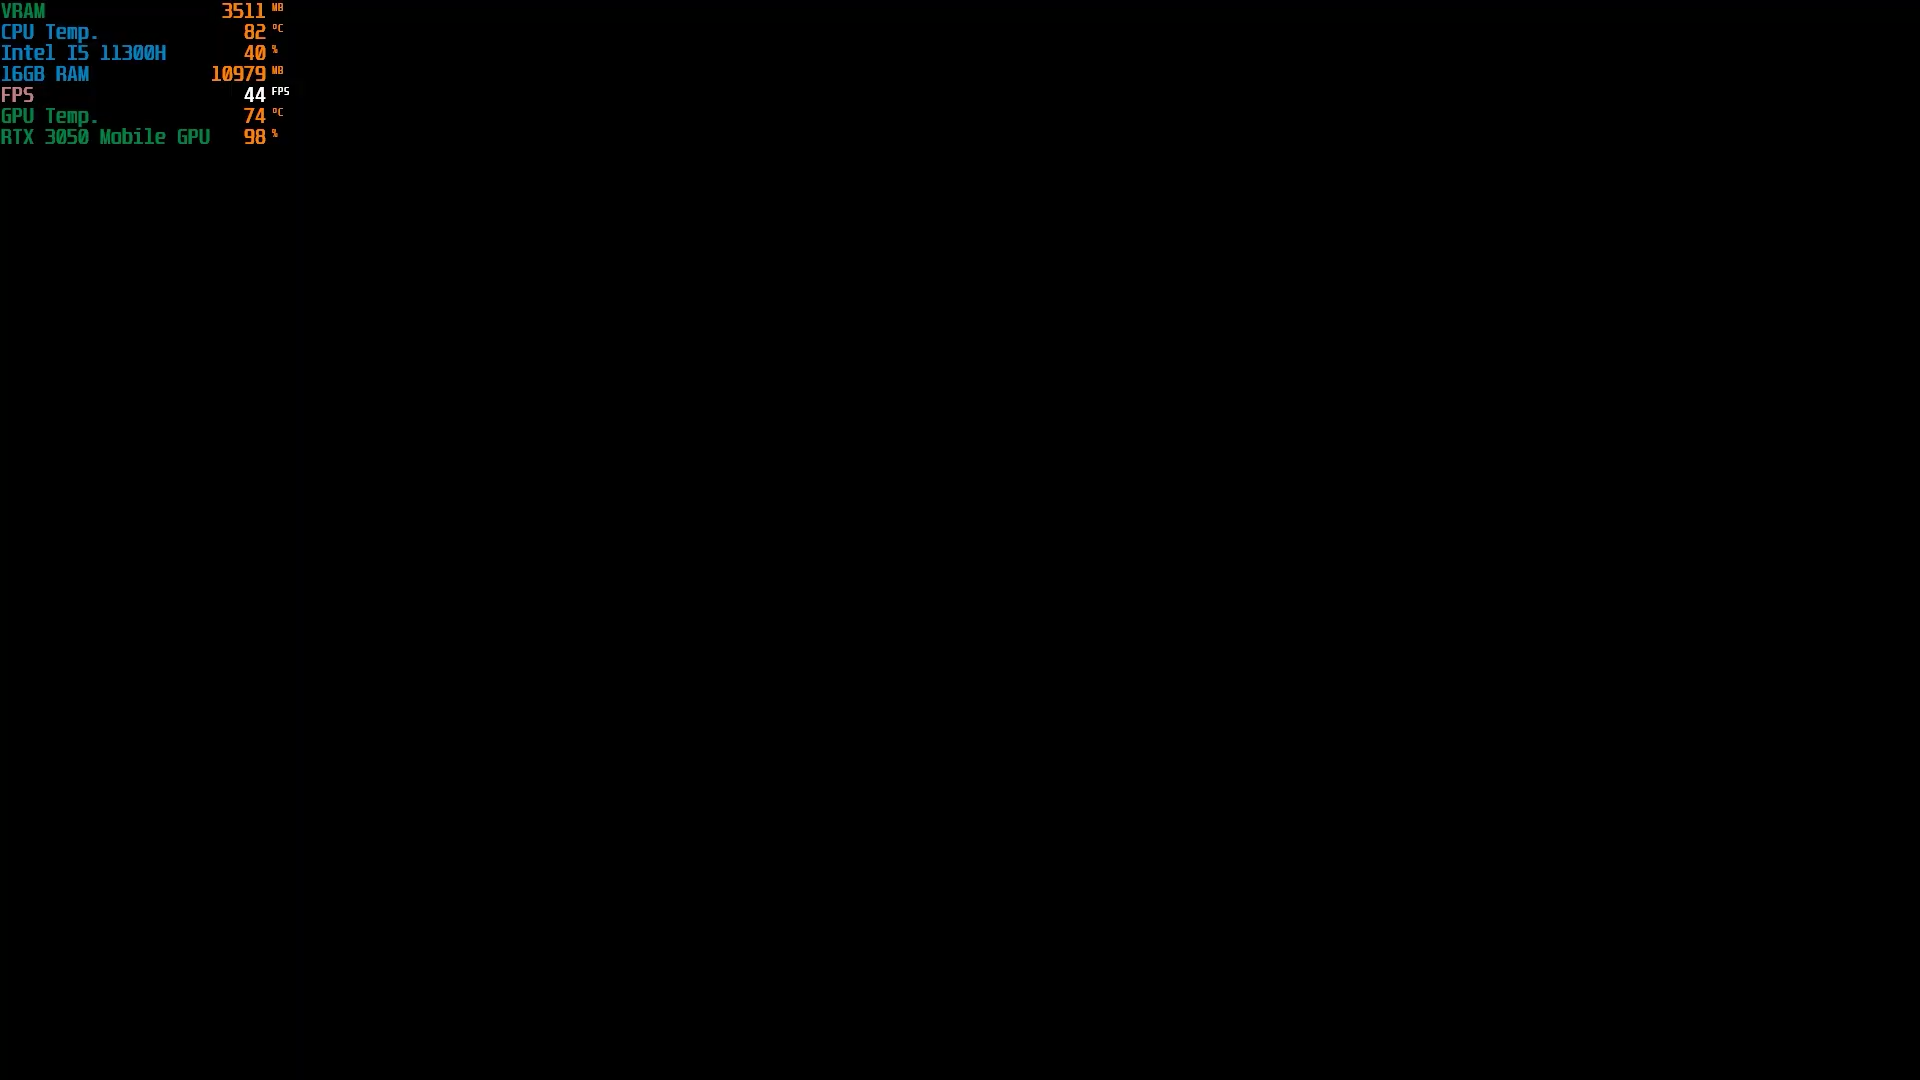 VRAM 3511 MB
CPU Temp. 82 °C
Intel I5 11300H 40 %
16GB RAM 10979 MB
FPS 44 FPS
GPU Temp. 74 °C
RTX 3050 Mobile GPU 98 %